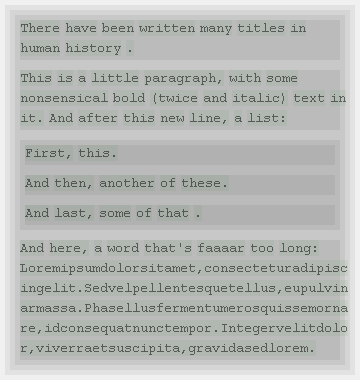 There have been written many titles in
human history .
This is a little paragraph, with some
nonsensical bold (twice and italic) text in
it. And after this new line, a list:
First, this.
And then, another of these.
And last, some of that .
And here, a word that's faaaar too long:
Loremipsumdolorsitamet,consecteturadipisc
ingelit.Sedvelpellentesquetellus,eupulvin
armassa.Phasellusfermentumerosquissemorna
re,idconsequatnunctempor.Integervelitdolo
r,viverraetsuscipita,gravidasedlorem.